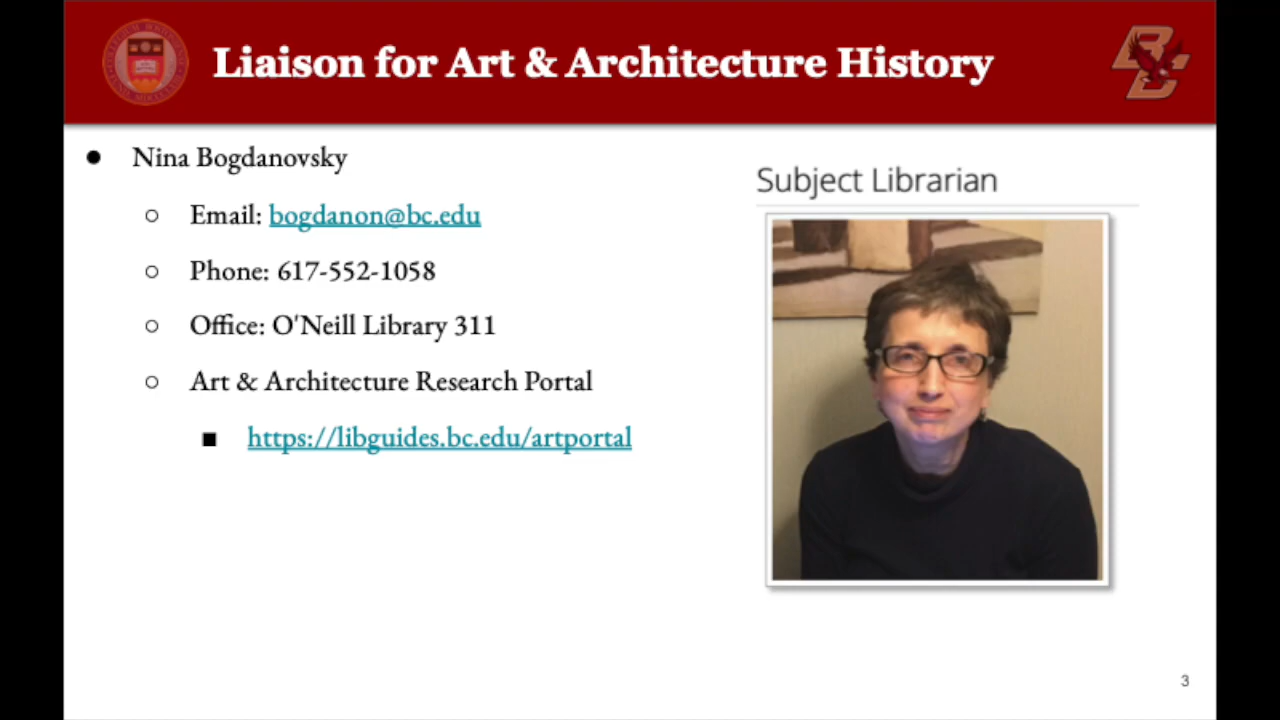 Liaison for Art & Architecture History
Nina Bogdanovsky
Email: bogdanon@bc.edu
Phone: 617-552-1058
Office: O'Neill Library 311
Art & Architecture Research Portal
https://libguides.bc.edu/artportal
Subject Librarian
BC
3